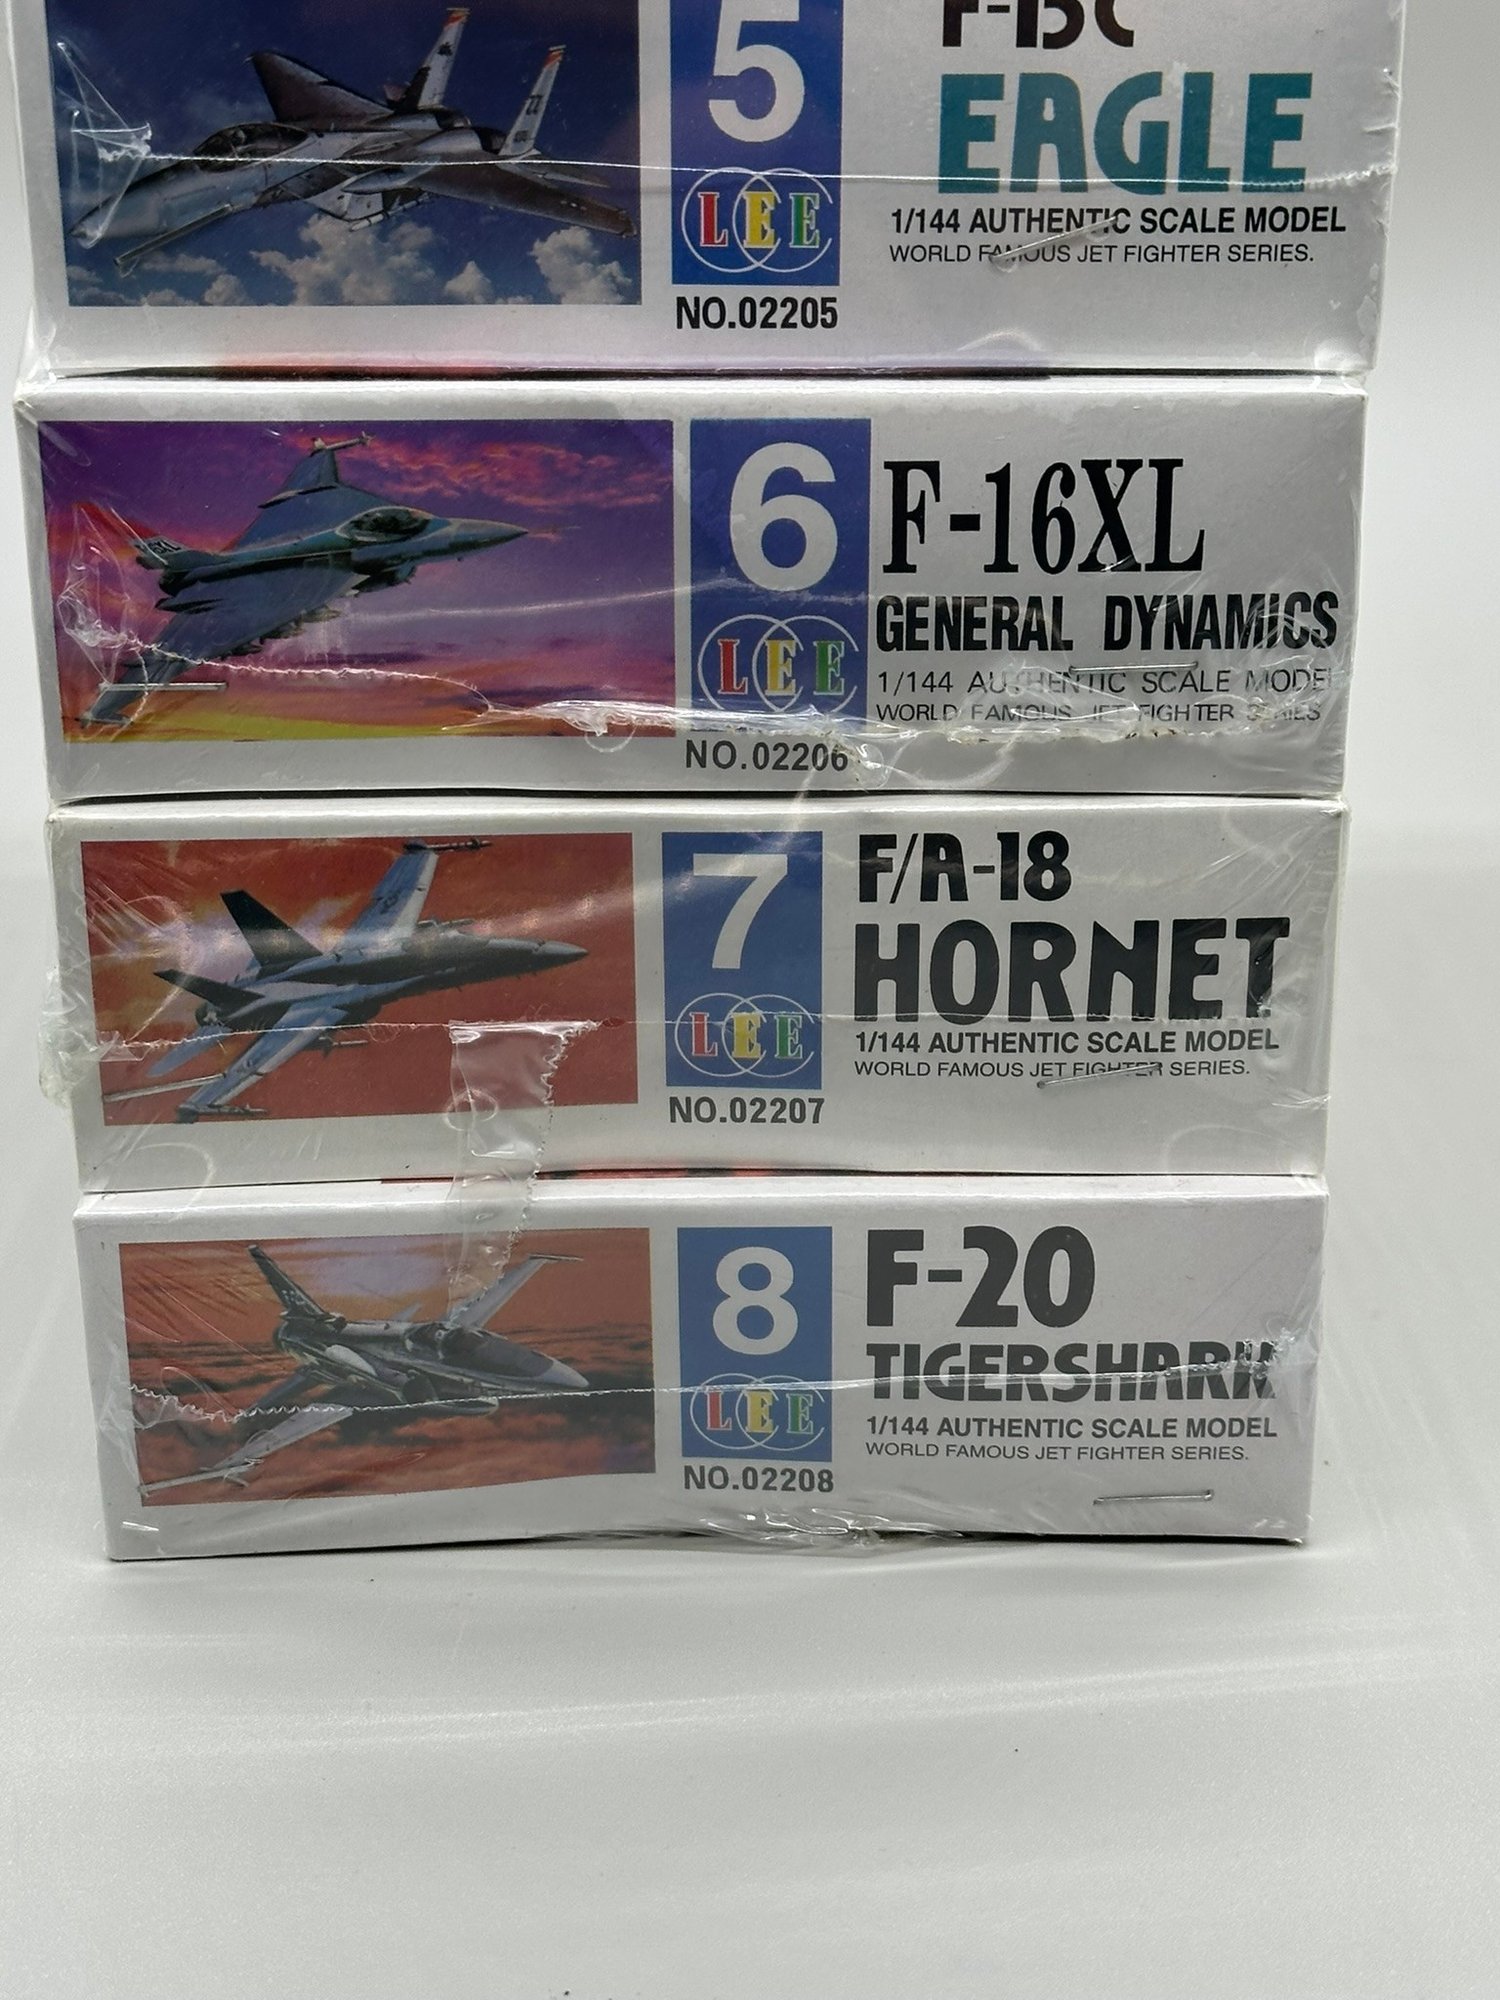 5
F-15C
EAGLE
LEE
1/144 AUTHENTIC SCALE MODEL
WORLD FAMOUS JET FIGHTER SERIES.
NO.02205
6
F-16XL
GENERAL DYNAMICS
LEE
1/144 AUTHENTIC SCALE MODEL
WORLD FAMOUS JET FIGHTER SERIES
NO.02206
7
F/A-18
HORNET
LEE
1/144 AUTHENTIC SCALE MODEL
WORLD FAMOUS JET FIGHTER SERIES.
NO.02207
8
F-20
TIGERSHARK
LEE
1/144 AUTHENTIC SCALE MODEL
WORLD FAMOUS JET FIGHTER SERIES.
NO.02208